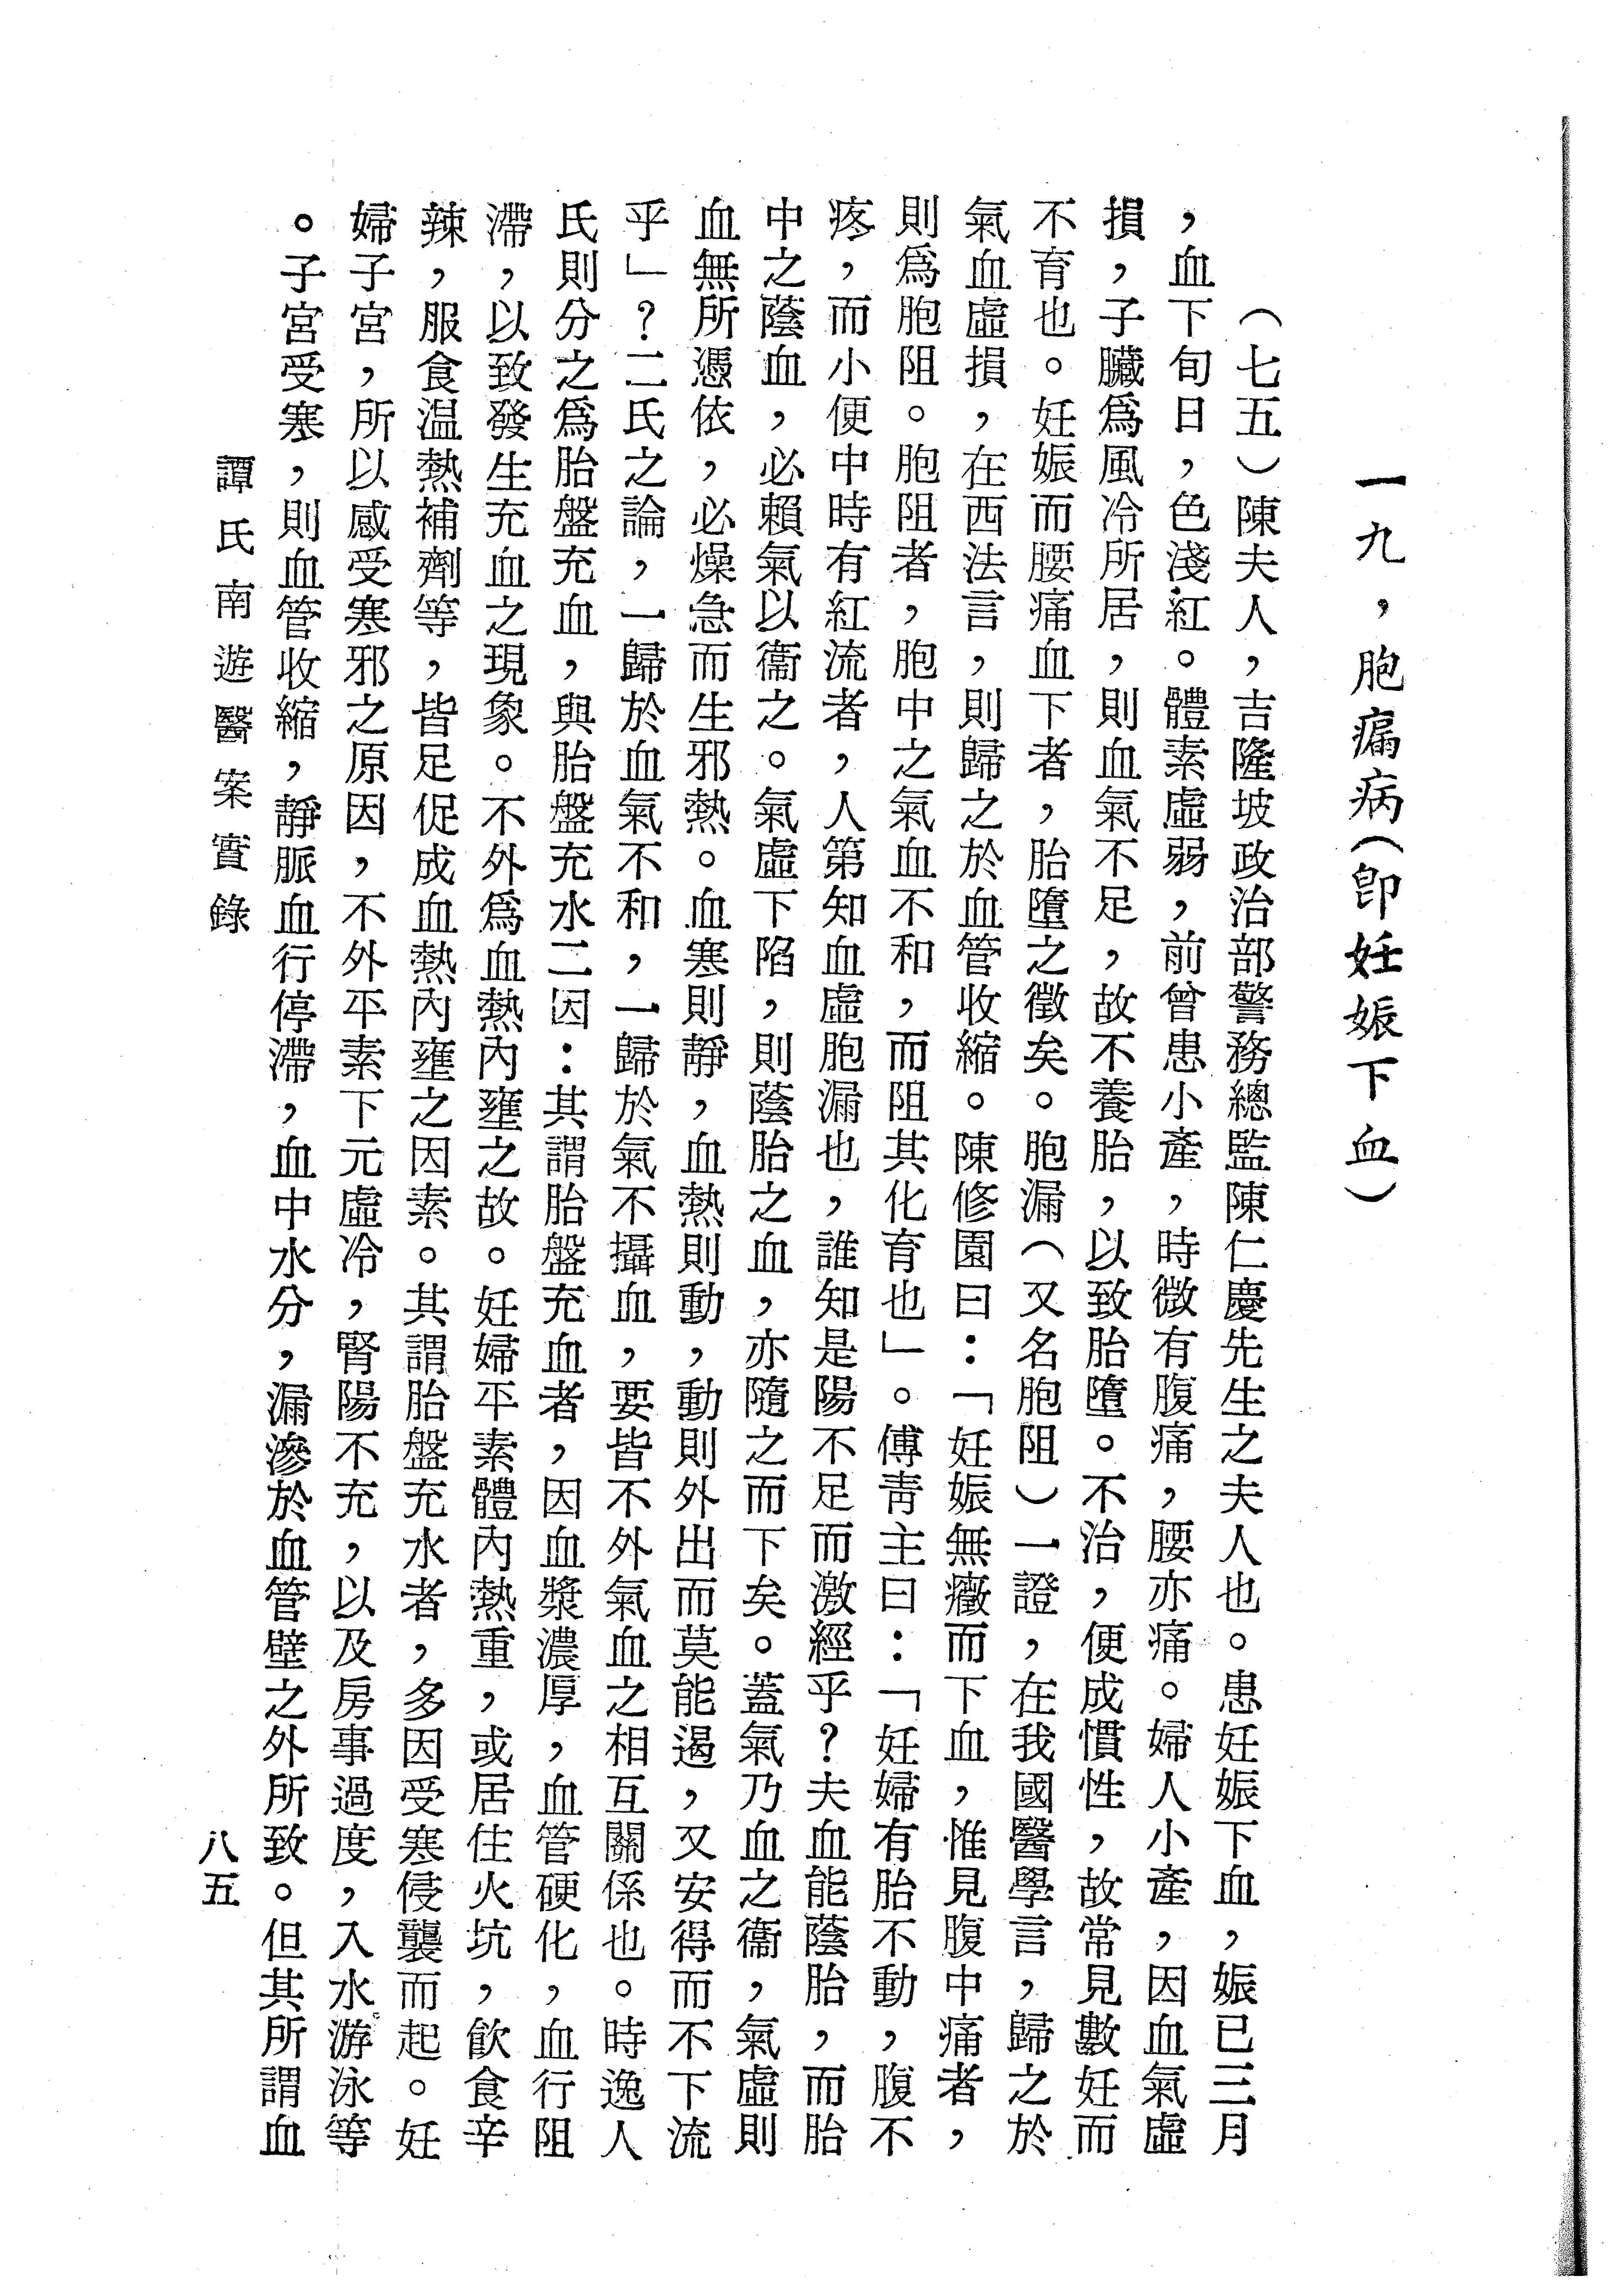 一九，胞漏病（卽妊娠下血）
（七五）陳夫人，吉隆坡政治部警務總監陳仁慶先生之夫人也。患妊娠下血，娠已三月
，血下旬日，色淺紅。體素虛弱，前曾患小產，時微有腹痛，腰亦痛。婦人小產，因血氣虛
損，子臟爲風冷所居，則血氣不足，故不養胎，以致胎墮。不治，便成慣性，故常見數妊而
不育也。妊娠而腰痛血下者，胎墮之徵矣。胞漏（又名胞阻）一證，在我國醫學言，歸之於
氣血虛損，在西法言，則歸之於血管收縮。陳修園曰：「妊娠無癥而下血，惟見腹中痛者，
則爲胞阻。胞阻者，胞中之氣血不和，而阻其化育也」。傅青主曰：「妊婦有胎不動，腹不
疼，而小便中時有紅流者，人第知血虛胞漏也，誰知是陽不足而激經乎？夫血能蔭胎，而胎
中之蔭血，必賴氣以衞之。氣虛下陷，則蔭胎之血，亦隨之而下矣。蓋氣乃血之衞，氣虛則
血無所憑依，必燥急而生邪熱。血寒則靜，血熱則動，動則外出而莫能遏，又安得而不下流
乎」？二氏之論，一歸於血氣不和，一歸於氣不攝血，要皆不外氣血之相互關係也。時逸人
氏則分之爲胎盤充血，與胎盤充水二因：其謂胎盤充血者，因血漿濃厚，血管硬化，血行阻
滯，以致發生充血之現象。不外爲血熱內壅之故。妊婦平素體內熱重，或居住火坑，飮食辛
辣，服食温熱補劑等，皆足促成血熱內壅之因素。其謂胎盤充水者，多因受寒侵襲而起。妊
婦子宮，所以感受寒邪之原因，不外平素下元虛冷，腎陽不充，以及房事過度，入水游泳等
。子宮受寒，則血管收縮，靜脈血行停滯，血中水分，漏滲於血管壁之外所致。但其所謂血
譚氏南遊醫案實錄
八五